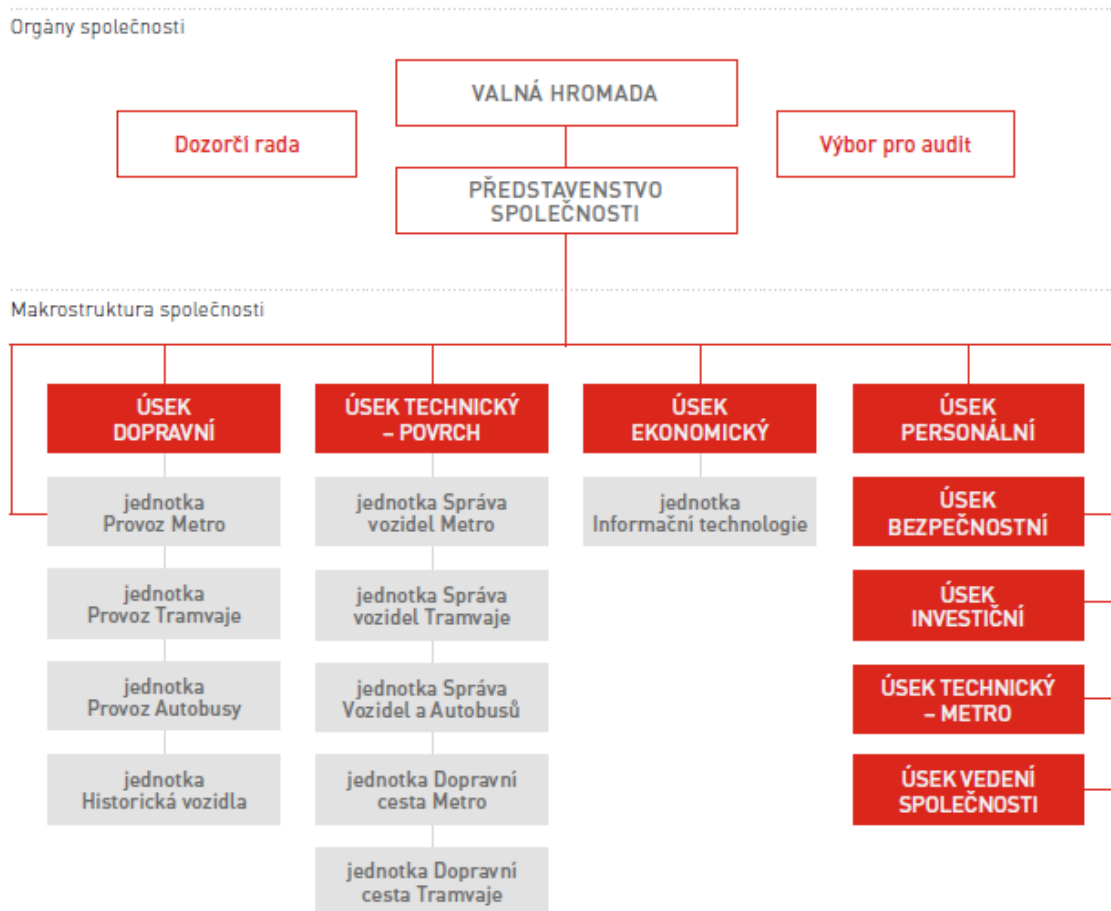 Orgány společnosti
VALNÁ HROMADA
Dozorčí rada
Výbor pro audit
PŘEDSTAVENSTVO
SPOLEČNOSTI
Makrostruktura společnosti
ÚSEK
DOPRAVNÍ
jednotka
Provoz Metro
jednotka
Provoz Tramvaje
jednotka
Provoz Autobusy
jednotka
Historická vozidla
ÚSEK TECHNICKÝ
– POVRCH
jednotka Správa
vozidel Metro
jednotka Správa
vozidel Tramvaje
jednotka Správa
Vozidel a Autobusů
jednotka Dopravní
cesta Metro
jednotka Dopravní
cesta Tramvaje
ÚSEK
EKONOMICKÝ
jednotka
Informační technologie
ÚSEK
PERSONÁLNÍ
ÚSEK
BEZPEČNOSTNÍ
ÚSEK
INVESTIČNÍ
ÚSEK TECHNICKÝ
– METRO
ÚSEK VEDENÍ
SPOLEČNOSTI